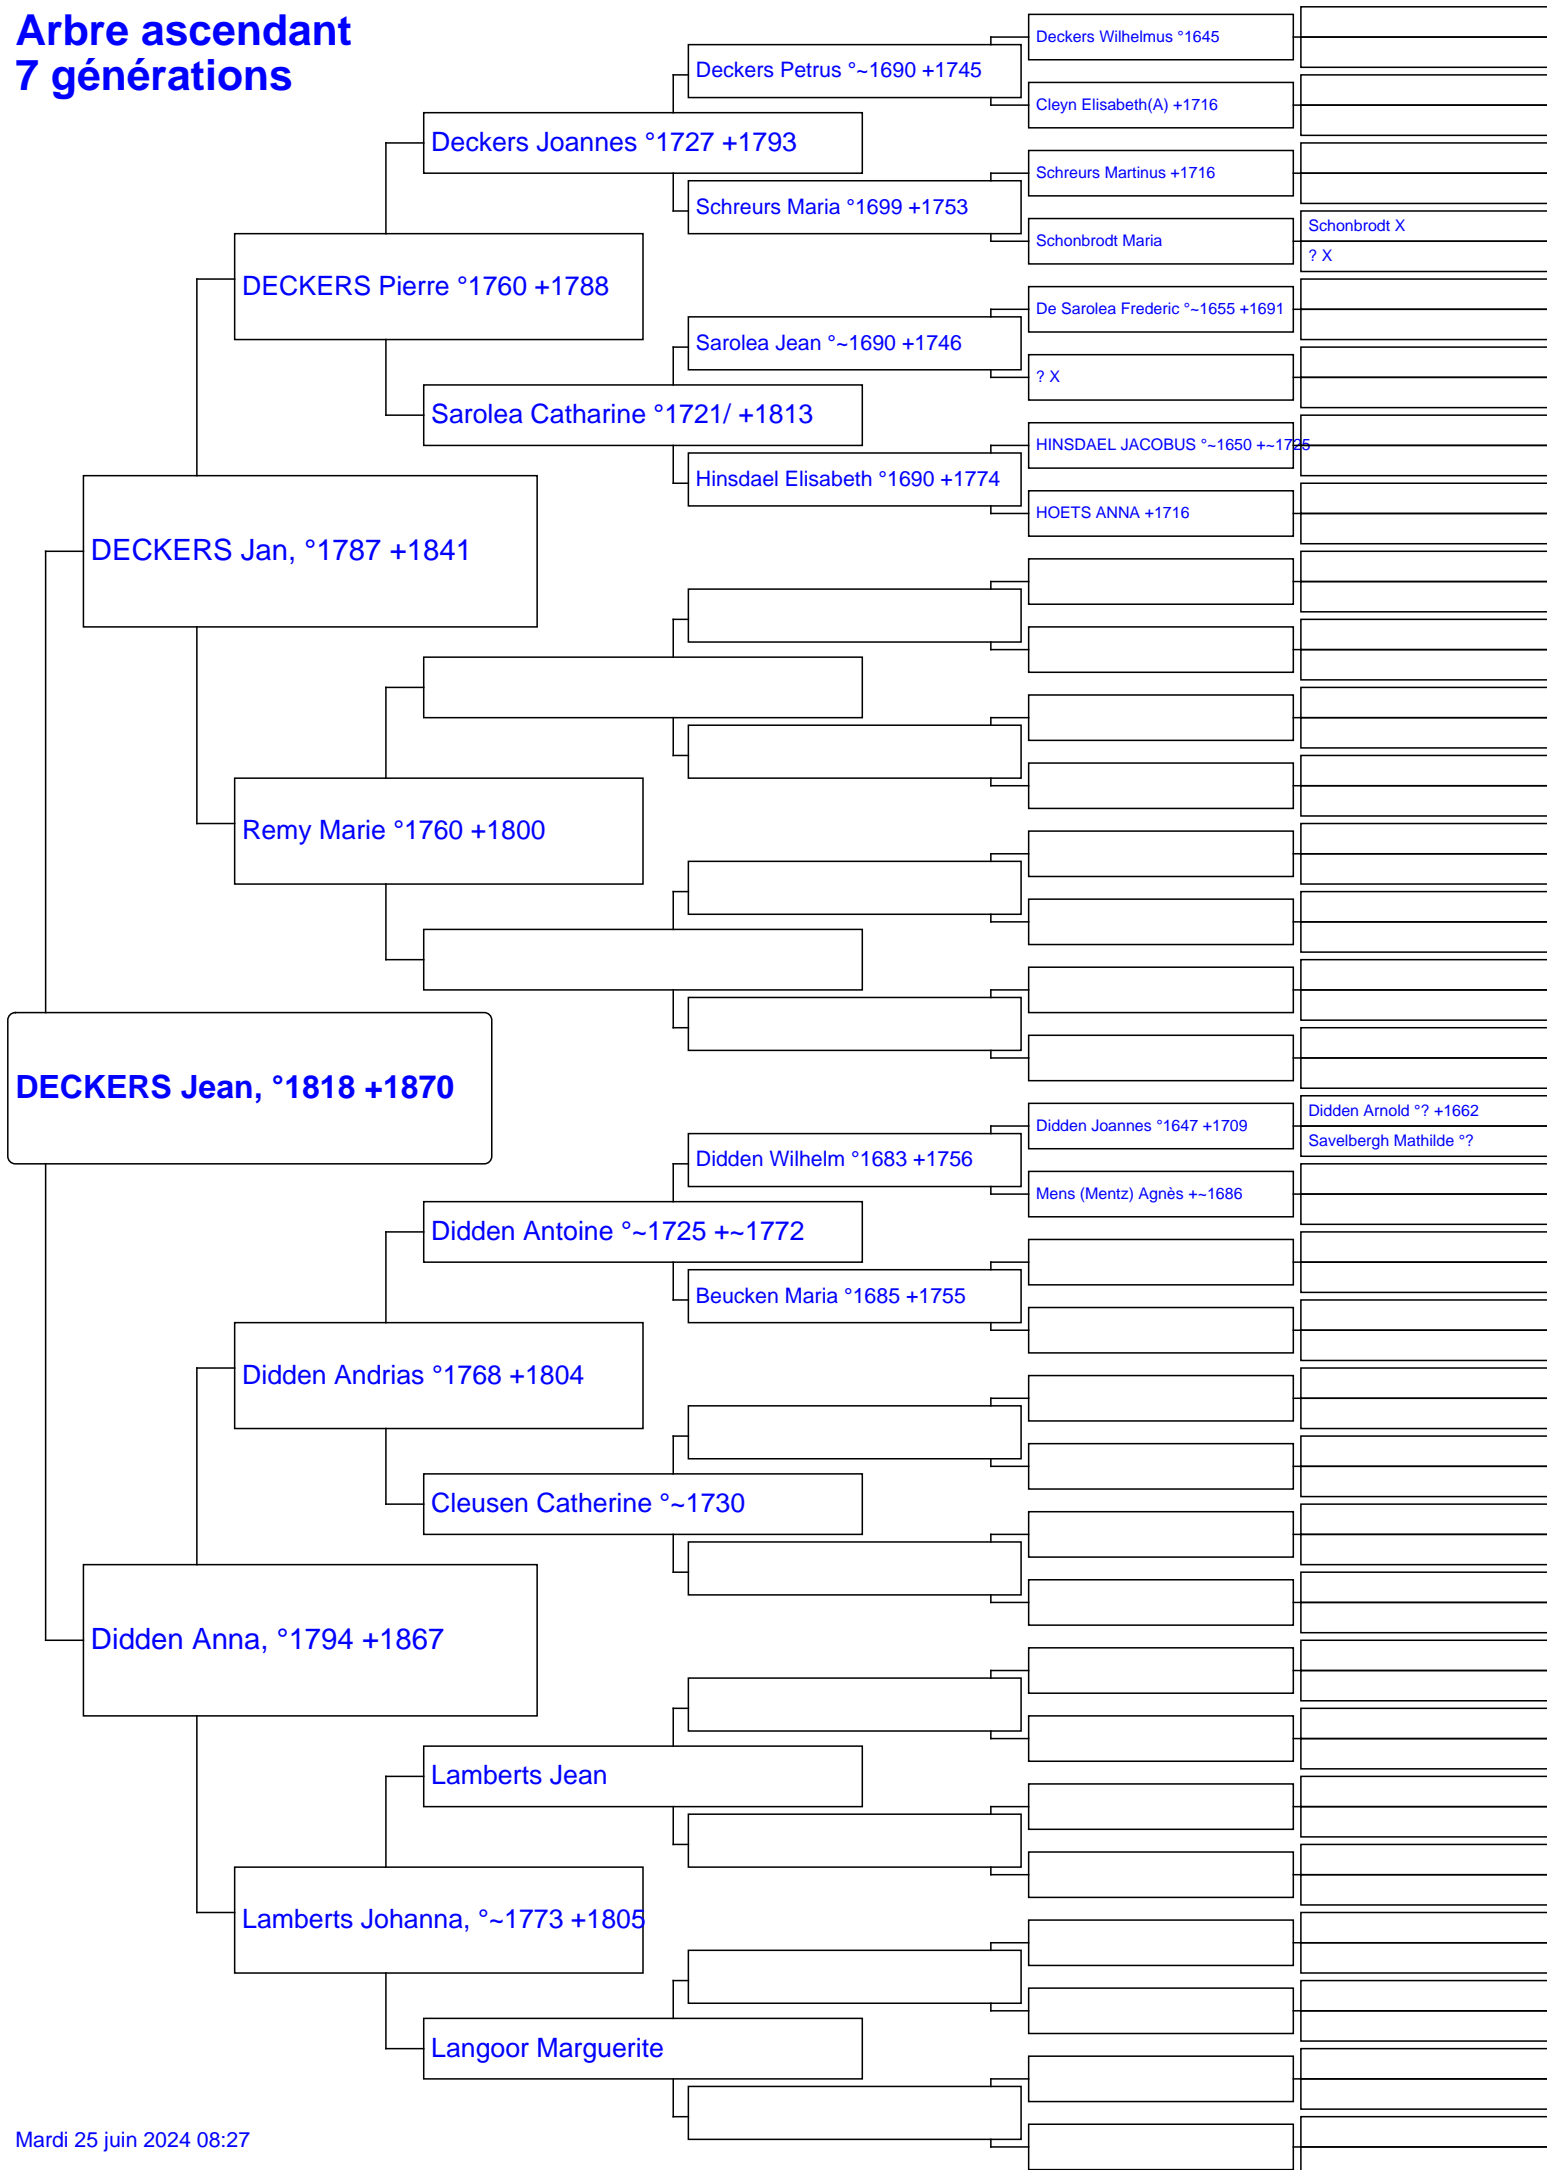 Arbre ascendant
7 générations
Deckers Wilhelmus °1645
Deckers Petrus °~1690 +1745
Cleyn Elisabeth(A) +1716
Deckers Joannes °1727 +1793
Schreurs Martinus +1716
Schreurs Maria °1699 +1753
Schonbrodt X
Schonbrodt Maria
? X
DECKERS Pierre °1760 +1788
De Sarolea Frederic °~1655 +1691
Sarolea Jean °~1690 +1746
? X
Sarolea Catharine °1721/ +1813
HINSDAEL JACOBUS °~1650 +~1725
Hinsdael Elisabeth °1690 +1774
HOETS ANNA +1716
DECKERS Jan, °1787 +1841
Remy Marie °1760 +1800
DECKERS Jean, °1818 +1870
Didden Arnold °? +1662
Didden Joannes °1647 +1709
Savelbergh Mathilde °?
Didden Wilhelm °1683 +1756
Mens (Mentz) Agnès +~1686
Didden Antoine °~1725 +~1772
Beucken Maria °1685 +1755
Didden Andrias °1768 +1804
Cleusen Catherine °~1730
Didden Anna, °1794 +1867
Lamberts Jean
Lamberts Johanna, °~1773 +1805
Langoor Marguerite
Mardi 25 juin 2024 08:27